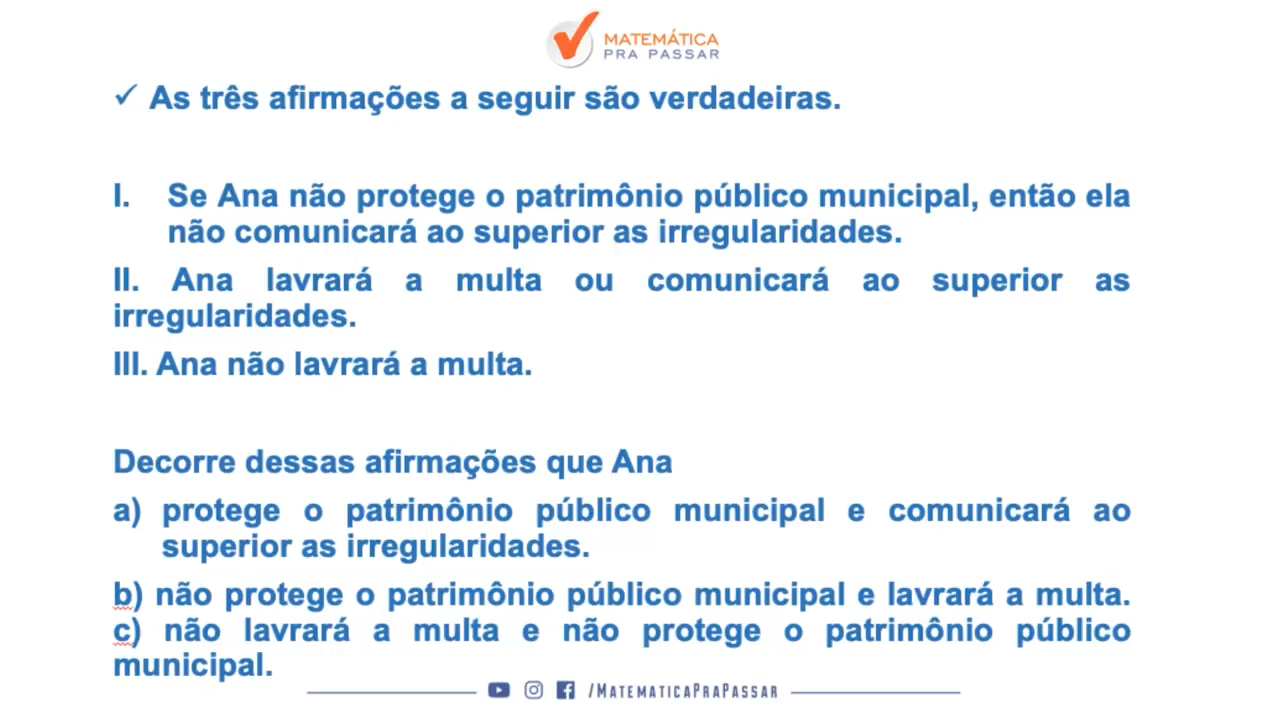 MATEMÁTICA
PRA PASSAR
✓ As três afirmações a seguir são verdadeiras.
I. Se Ana não protege o patrimônio público municipal, então ela
não comunicará ao superior as irregularidades.
II. Ana lavrará a multa ou comunicará ao superior as
irregularidades.
III. Ana não lavrará a multa.
Decorre dessas afirmações que Ana
a) protege o patrimônio público municipal e comunicará ao
superior as irregularidades.
b) não protege o patrimônio público municipal e lavrará a multa.
c) não lavrará a multa e não protege o patrimônio público
municipal.
/MATEMATICAPRAPASSAR